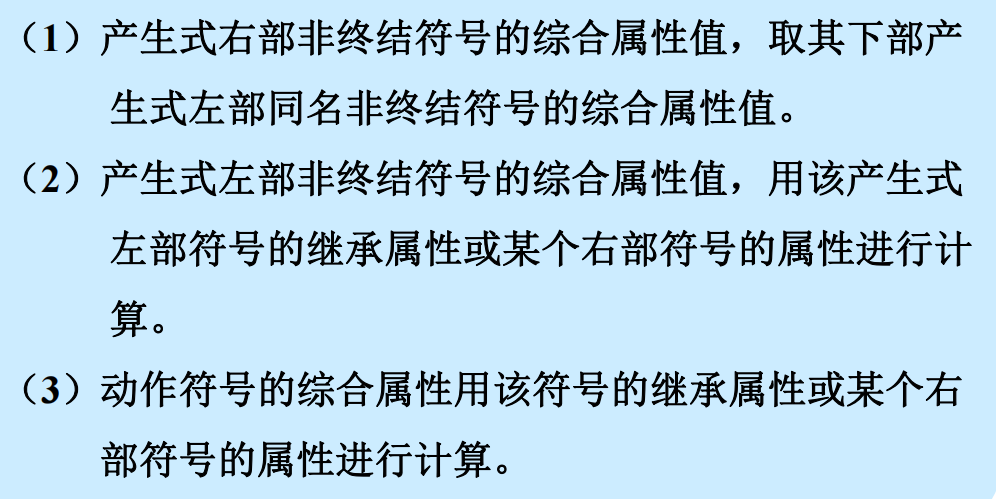 （1）产生式右部非终结符号的综合属性值，取其下部产
生式左部同名非终结符号的综合属性值。
（2）产生式左部非终结符号的综合属性值，用该产生式
左部符号的继承属性或某个右部符号的属性进行计
算。
（3）动作符号的综合属性用该符号的继承属性或某个右
部符号的属性进行计算。